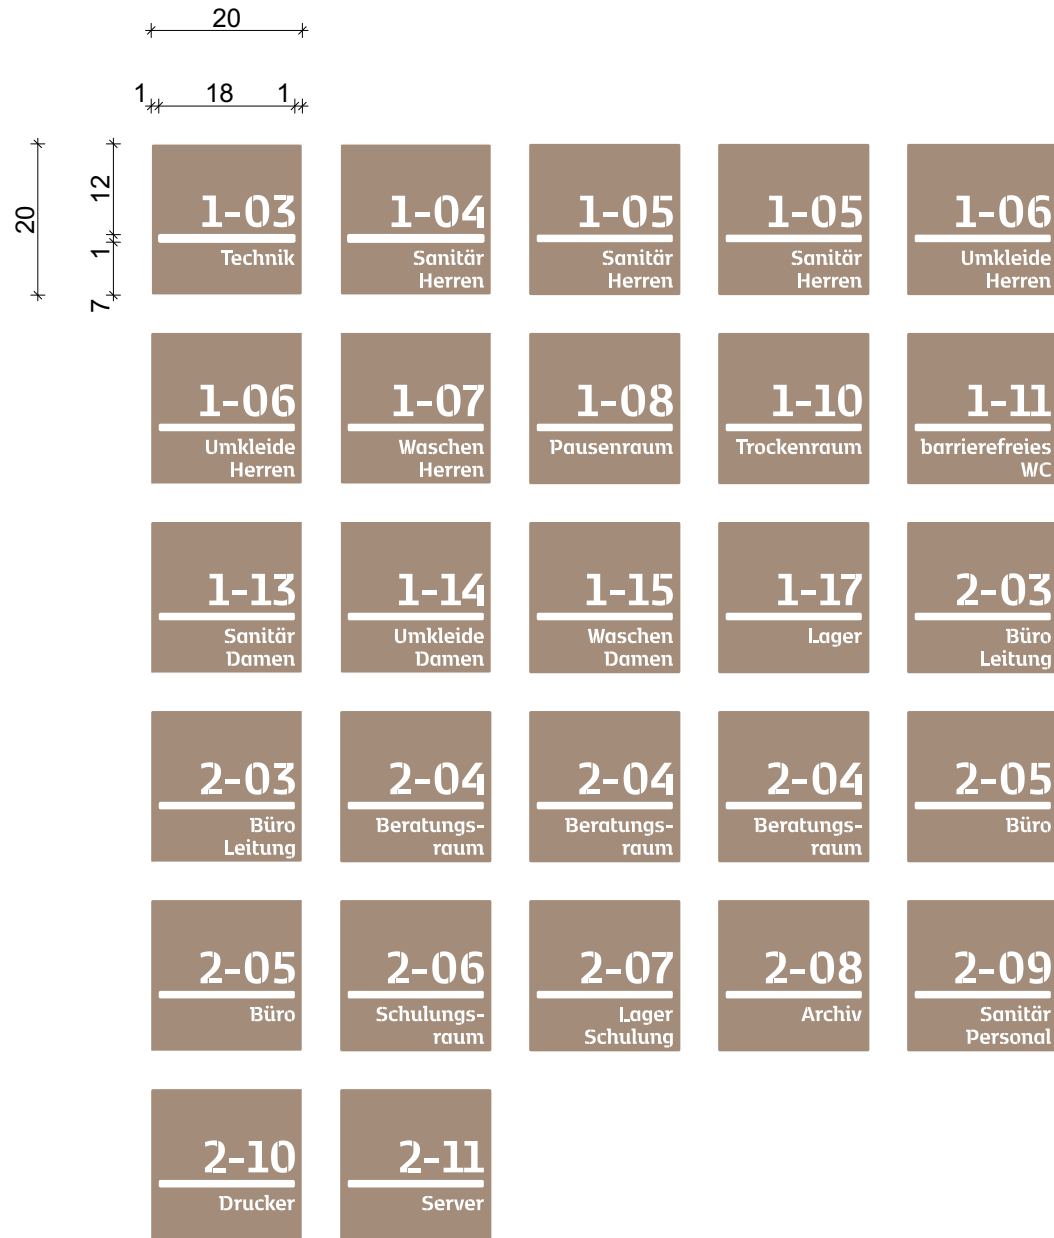 20
1 18 1
20
12
1
7
1-03
Technik
1-04
Sanitär
Herren
1-05
Sanitär
Herren
1-05
Sanitär
Herren
1-06
Umkleide
Herren
1-06
Umkleide
Herren
1-07
Waschen
Herren
1-08
Pausenraum
1-10
Trockenraum
1-11
barrierefreies
WC
1-13
Sanitär
Damen
1-14
Umkleide
Damen
1-15
Waschen
Damen
1-17
Lager
2-03
Büro
Leitung
2-03
Büro
Leitung
2-04
Beratungs-
raum
2-04
Beratungs-
raum
2-04
Beratungs-
raum
2-05
Büro
2-05
Büro
2-06
Schulungs-
raum
2-07
Lager
Schulung
2-08
Archiv
2-09
Sanitär
Personal
2-10
Drucker
2-11
Server